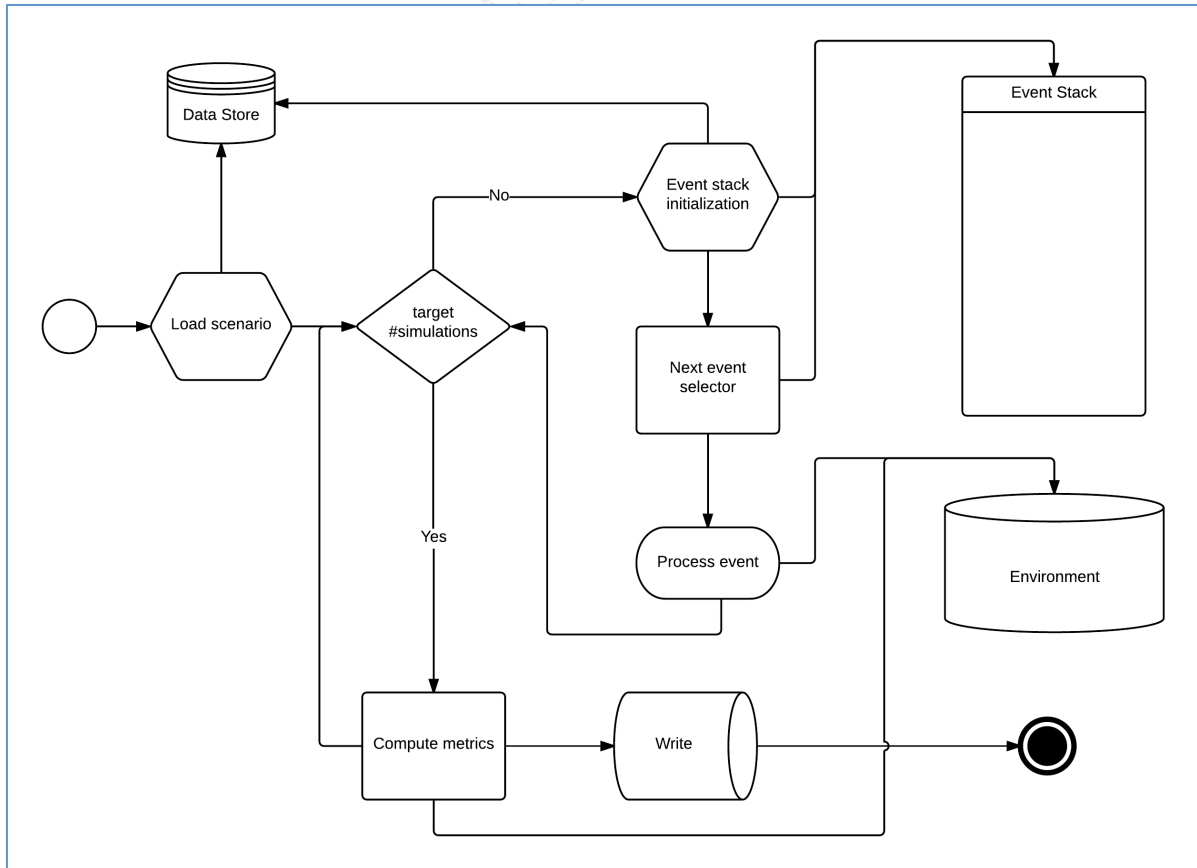 Event Stack
Data Store
Event stack
initialization
No
target
#simulations
Load scenario
Next event
selector
Yes
Process event
Environment
Compute metrics
Write